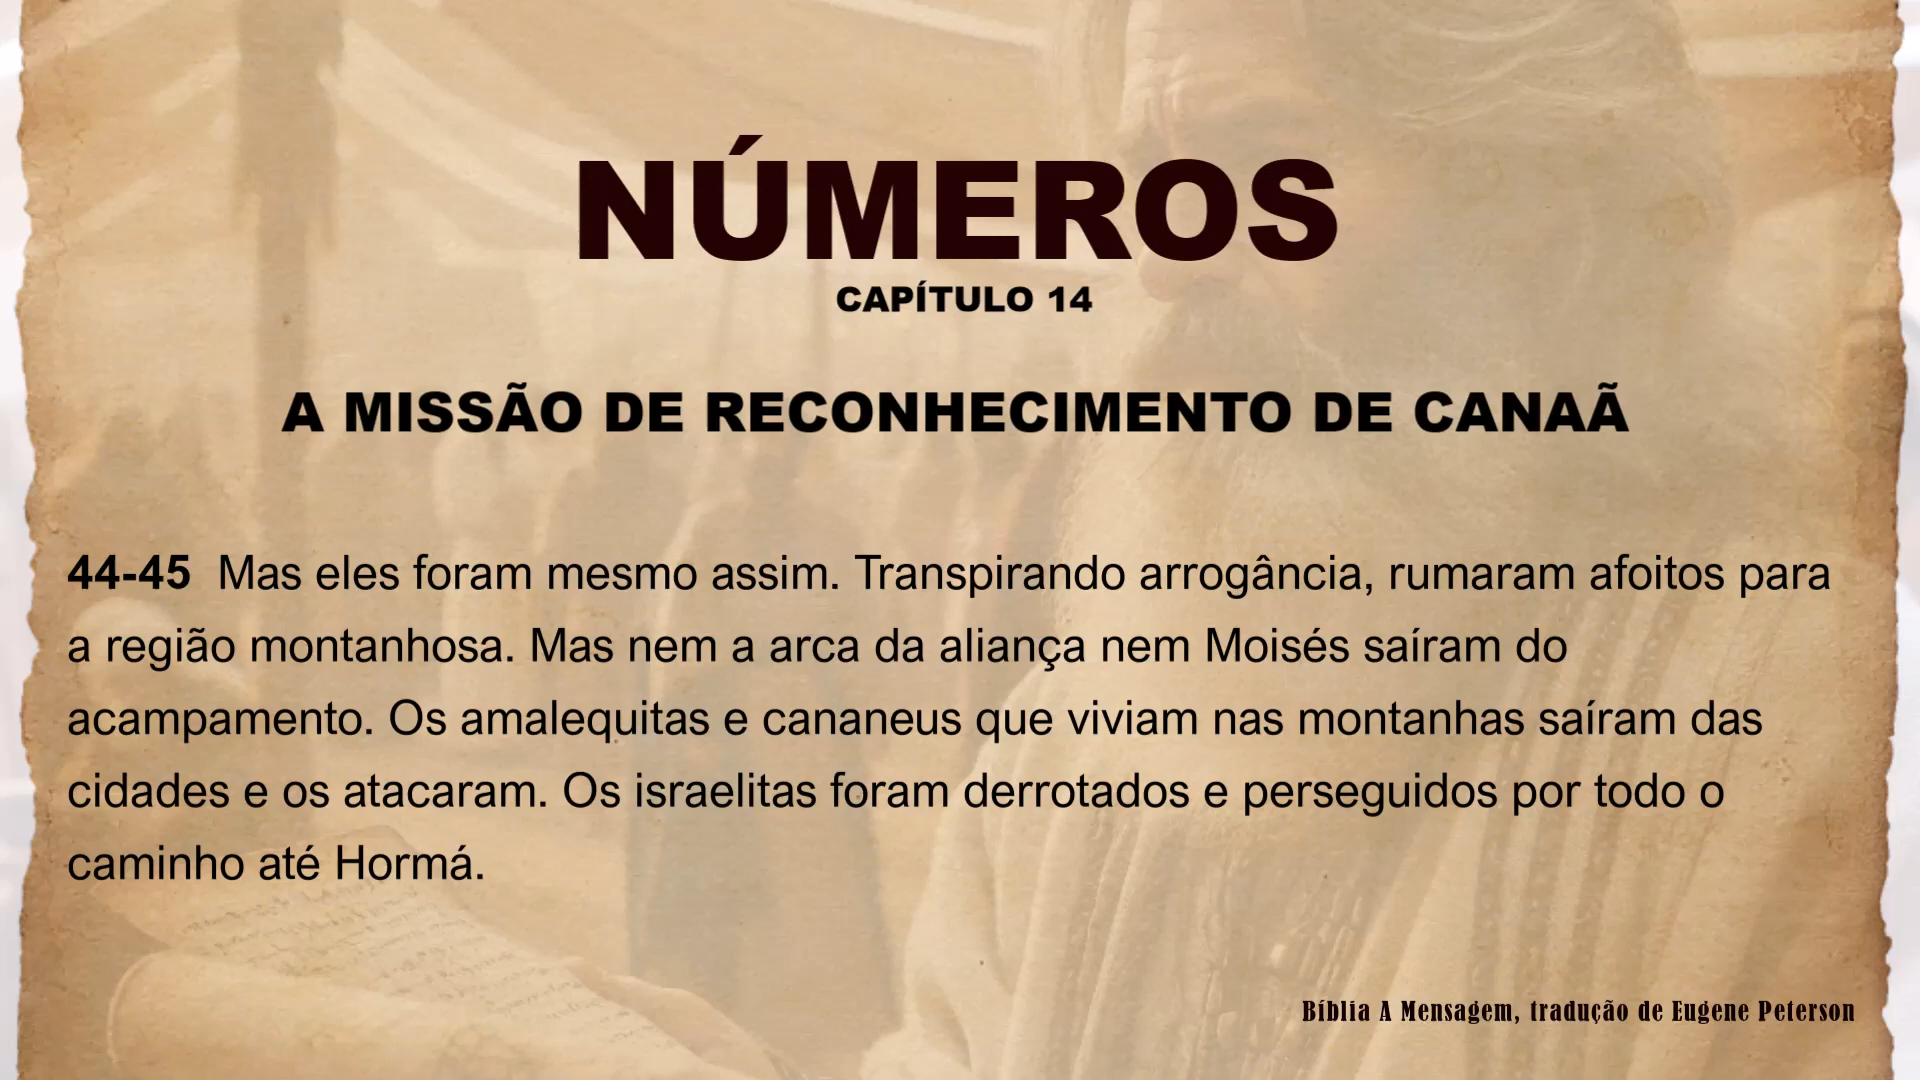 NÚMEROS
CAPÍTULO 14
A MISSÃO DE RECONHECIMENTO DE CANAÃ
44-45 Mas eles foram mesmo assim. Transpirando arrogância, rumaram afoitos para
a região montanhosa. Mas nem a arca da aliança nem Moisés saíram do
acampamento. Os amalequitas e cananeus que viviam nas montanhas saíram das
cidades e os atacaram. Os israelitas foram derrotados e perseguidos por todo o
caminho até Hormá.
Bíblia A Mensagem, tradução de Eugene Peterson